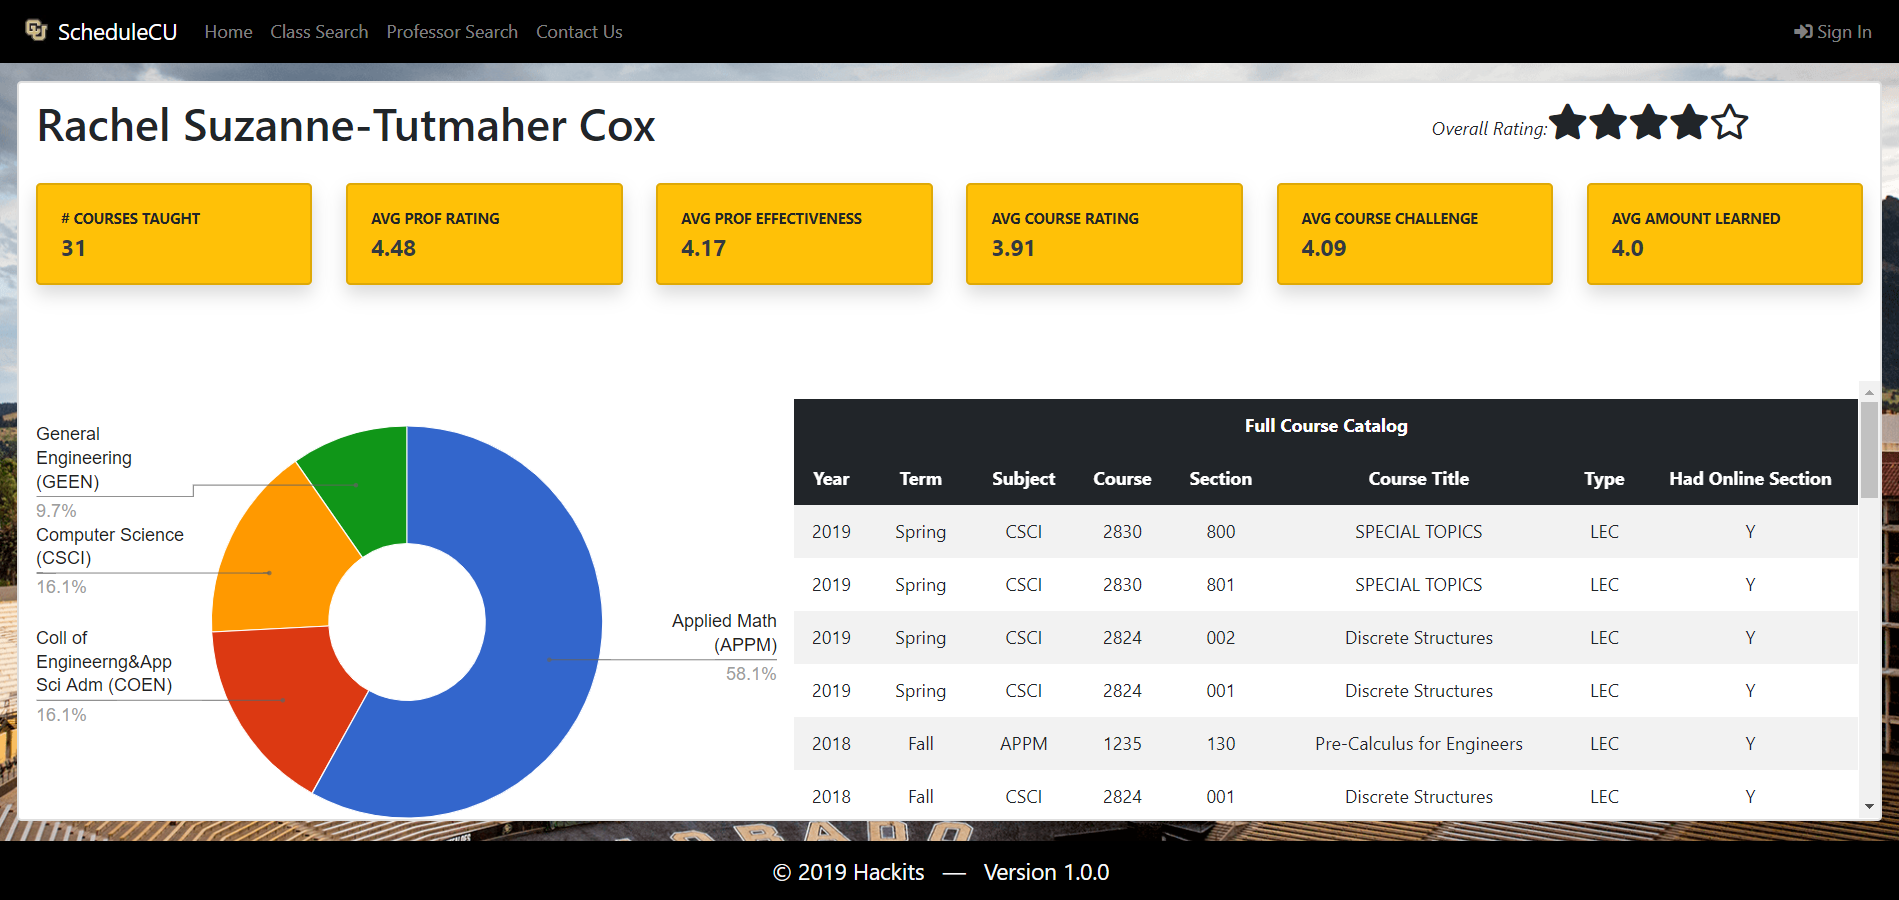 ScheduleCU Home Class Search Professor Search Contact Us Sign In
Rachel Suzanne-Tutmaher Cox
Overall Rating:
# COURSES TAUGHT
31
AVG PROF RATING
4.48
AVG PROF EFFECTIVENESS
4.17
AVG COURSE RATING
3.91
AVG COURSE CHALLENGE
4.09
AVG AMOUNT LEARNED
4.0
General
Engineering
(GEEN)
9.7%
Computer Science
(CSCI)
16.1%
Coll of
Engineerng&App
Sci Adm (COEN)
16.1%
Applied Math
(APPM)
58.1%
Full Course Catalog
Year Term Subject Course Section Course Title Type Had Online Section
2019 Spring CSCI 2830 800 SPECIAL TOPICS LEC Y
2019 Spring CSCI 2830 801 SPECIAL TOPICS LEC Y
2019 Spring CSCI 2824 002 Discrete Structures LEC Y
2019 Spring CSCI 2824 001 Discrete Structures LEC Y
2018 Fall APPM 1235 130 Pre-Calculus for Engineers LEC Y
2018 Fall CSCI 2824 001 Discrete Structures LEC Y
© 2019 Hackits — Version 1.0.0